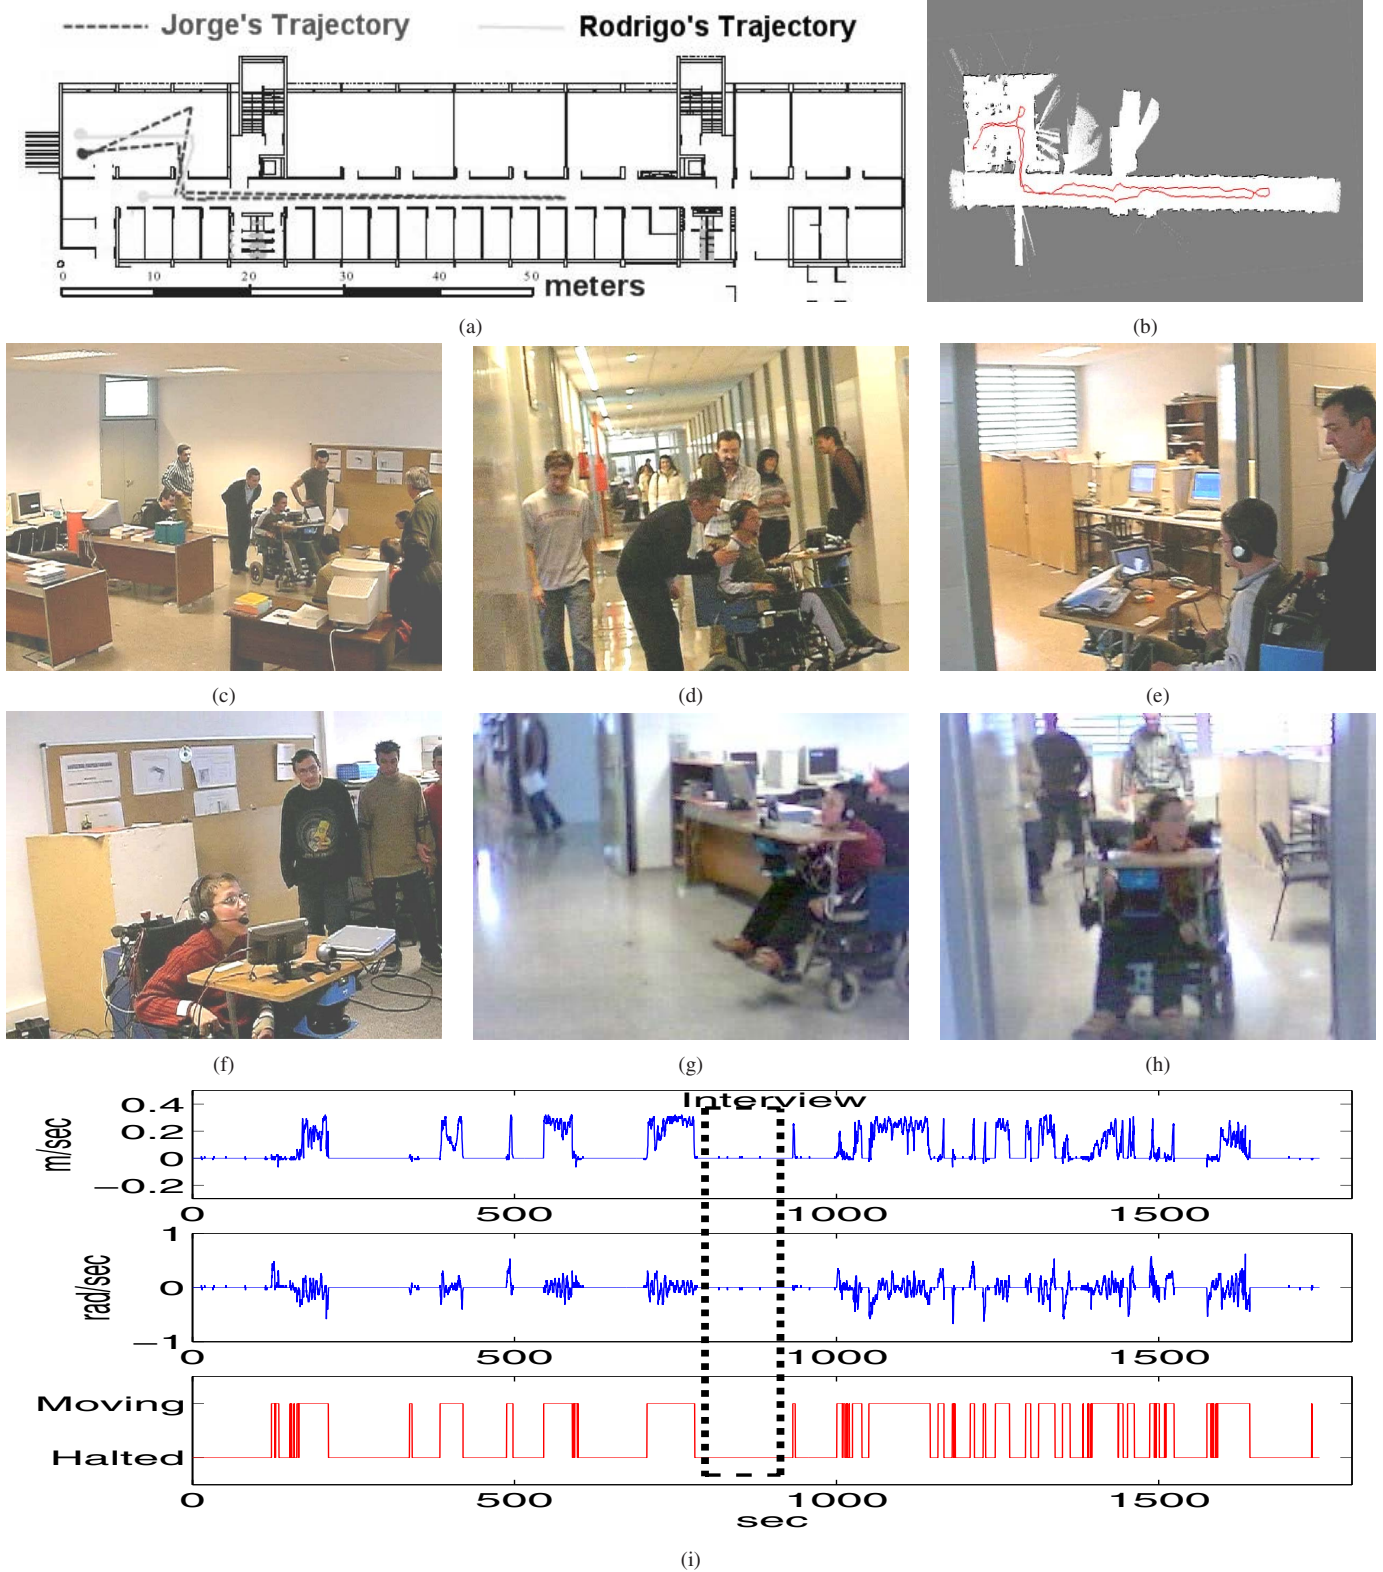 Jorge's Trajectory
Rodrigo's Trajectory
0 10 20 30 40 50
meters
(a)
(b)
(c)
(d)
(e)
(f)
(g)
(h)
Interview
0.4
0.2
0
−0.2
m/sec
0 500 1000 1500
1
0
−1
rad/sec
0 500 1000 1500
Moving
Halted
0 500 1000 1500
sec
(i)